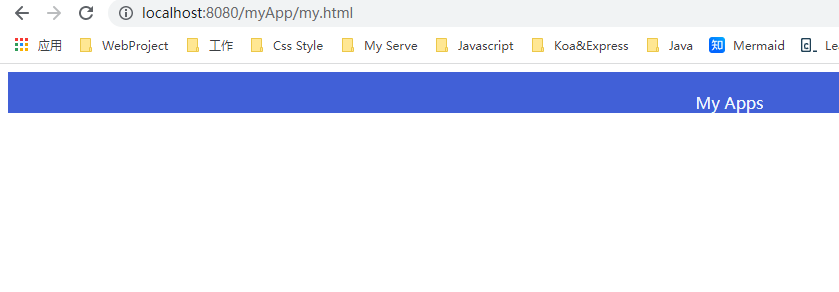 localhost:8080/myApp/my.html
应用 WebProject 工作 Css Style My Serve Javascript Koa&Express Java 知 Mermaid C_
My Apps